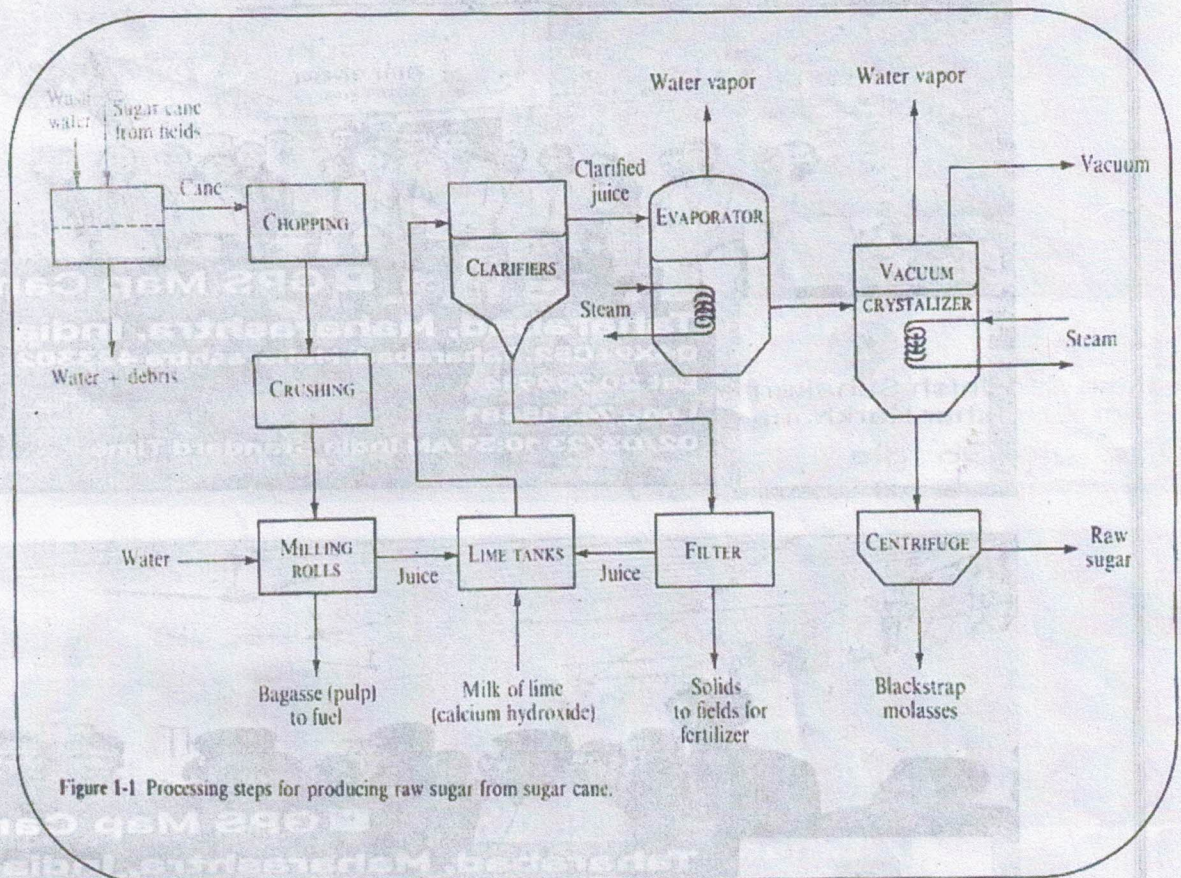 Wash
water
Sugar cane
from fields
Cane
CHOPPING
Water + debris
CRUSHING
Water
MILLING
ROLLS
Juice
Bagasse (pulp)
to fuel
LIME TANKS
Milk of lime
(calcium hydroxide)
CLARIFIERS
Clarified
juice
Juice
FILTER
Solids
to fields for
fertilizer
Water vapor
EVAPORATOR
Steam
Water vapor
Vacuum
VACUUM
CRYSTALIZER
Steam
CENTRIFUGE
Raw
sugar
Blackstrap
molasses
Figure 1-1 Processing steps for producing raw sugar from sugar cane.
GPS Map Cam
Taharabad, Maharashtra, India
GPS Map Cam
Taharabad, Maharashtra, India